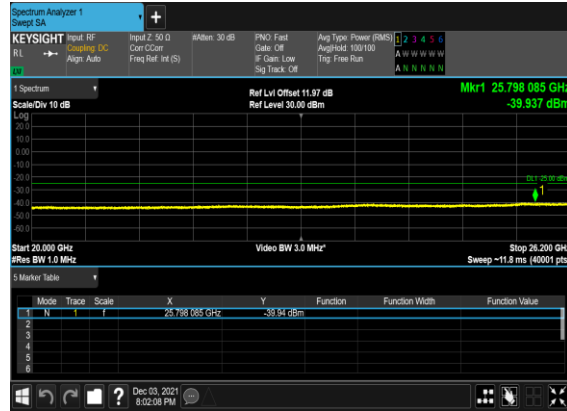 Spectrum Analyzer 1
Swept SA
+
KEYSIGHT Input: RF Input Z: 50 Ω #Atten: 30 dB PNO: Fast Avg Type: Power (RMS) 1 2 3 4 5 6
RL Coupling: DC Corr CCorr Gate: Off Avg|Hold: 100/100 A W W W W W
Align: Auto Freq Ref: Int (S) IF Gain: Low Trig: Free Run
Sig Track: Off A N N N N N
1 Spectrum Ref Lvl Offset 11.97 dB Mkr1 25.798 085 GHz
Scale/Div 10 dB Ref Level 30.00 dBm -39.937 dBm
Log
20.0
10.0
0.00
-10.0
-20.0
DL1 -25.00 dBm
-30.0
1
-40.0
-50.0
-60.0
Start 20.000 GHz Video BW 3.0 MHz* Stop 26.200 GHz
#Res BW 1.0 MHz Sweep ~11.8 ms (40001 pts)
5 Marker Table
Mode Trace Scale X Y Function Function Width Function Value
1 N 1 f 25.798 085 GHz -39.94 dBm
2
3
4
5
6
? Dec 03, 2021
8:02:08 PM